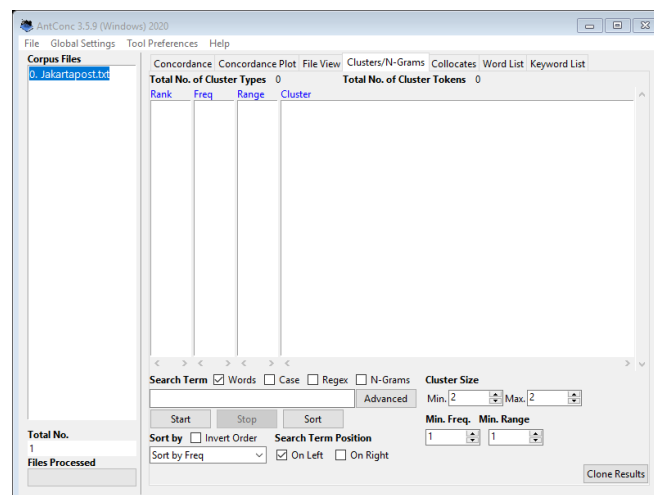 AntConc 3.5.9 (Windows) 2020
File Global Settings Tool Preferences Help
Corpus Files
0. Jakartapost.txt
Concordance Concordance Plot File View Clusters/N-Grams Collocates Word List Keyword List
Total No. of Cluster Types 0 Total No. of Cluster Tokens 0
Rank Freq Range Cluster
Search Term Words Case Regex N-Grams Cluster Size
Advanced Min. 2 Max. 2
Start Stop Sort Min. Freq. Min. Range
Total No. Sort by Invert Order Search Term Position 1 1
1
Sort by Freq On Left On Right
Files Processed
Clone Results